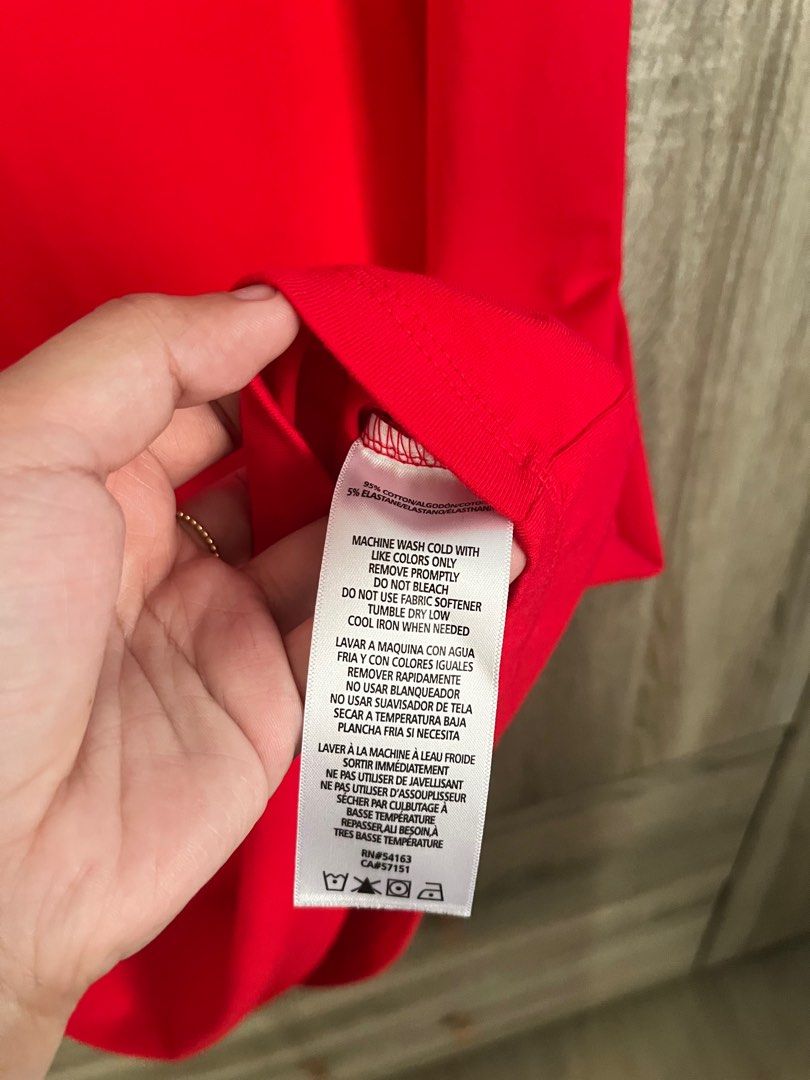 95% COTTON/ALGODÓN/
5% ELASTANE/ELASTANO/
MACHINE WASH COLD WITH
LIKE COLORS ONLY
REMOVE PROMPTLY
DO NOT BLEACH
DO NOT USE FABRIC SOFTENER
TUMBLE DRY LOW
COOL IRON WHEN NEEDED
LAVAR A MAQUINA CON AGUA
FRIA Y CON COLORES IGUALES
REMOVER RAPIDAMENTE
NO USAR BLANQUEADOR
NO USAR SUAVISADOR DE TELA
SECAR A TEMPERATURA BAJA
PLANCHA FRIA SI NECESITA
LAVER À LA MACHINE À LEAU FROIDE
SORTIR IMMÉDIATEMENT
NE PAS UTILISER DE JAVELLISANT
NE PAS UTILISER D'ASSOUPLISSEUR
SÉCHER PAR CULBUTAGE À
BASSE TEMPÉRATURE
REPASSER,ALI BESOIN,À
TRES BASSE TEMPÉRATURE
RN#54163
CA#57151